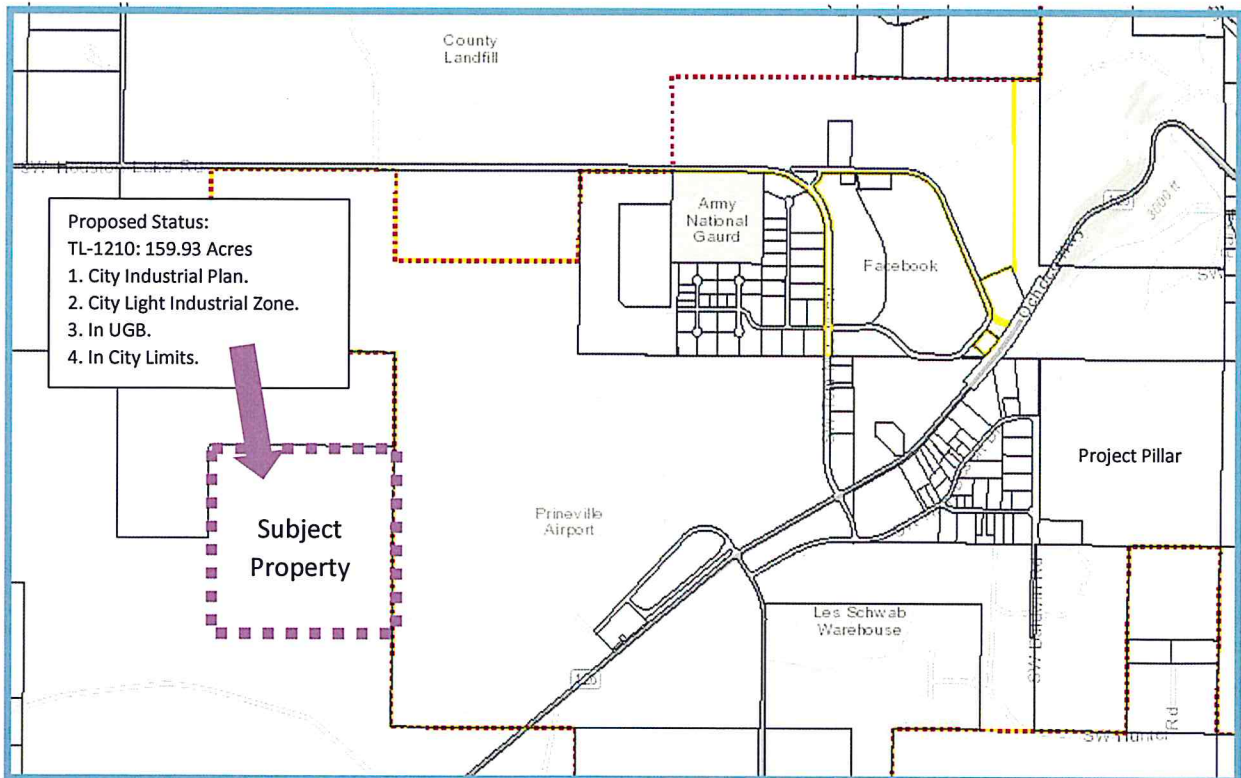 County
Landfill
SW Houston Lake Rd
Proposed Status:
TL-1210: 159.93 Acres
1. City Industrial Plan.
2. City Light Industrial Zone.
3. In UGB.
4. In City Limits.
Army
National
Gaurd
Facebook
3000 ft
Project Pillar
Subject
Property
Prineville
Airport
Les Schwab
Warehouse
126
SW Hunter
Rd